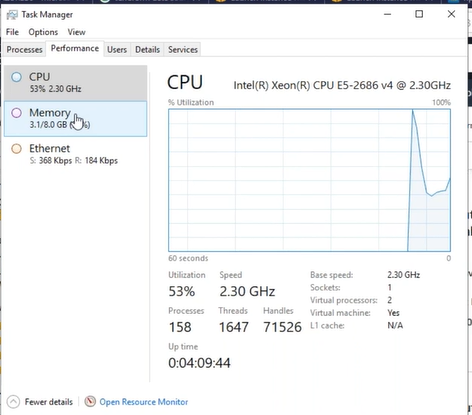 Task Manager
File Options View
Processes Performance Users Details Services
CPU
53% 2.30 GHz
Memory
3.1/8.0 GB
Ethernet
S: 368 Kbps R: 184 Kbps
CPU Intel(R) Xeon(R) CPU E5-2686 v4 @ 2.30GHz
% Utilization 100%
60 seconds 0
Utilization Speed
53% 2.30 GHz
Processes Threads Handles
158 1647 71526
Up time
0:04:09:44
Base speed: 2.30 GHz
Sockets: 1
Virtual processors: 2
Virtual machine: Yes
L1 cache: N/A
Fewer details Open Resource Monitor